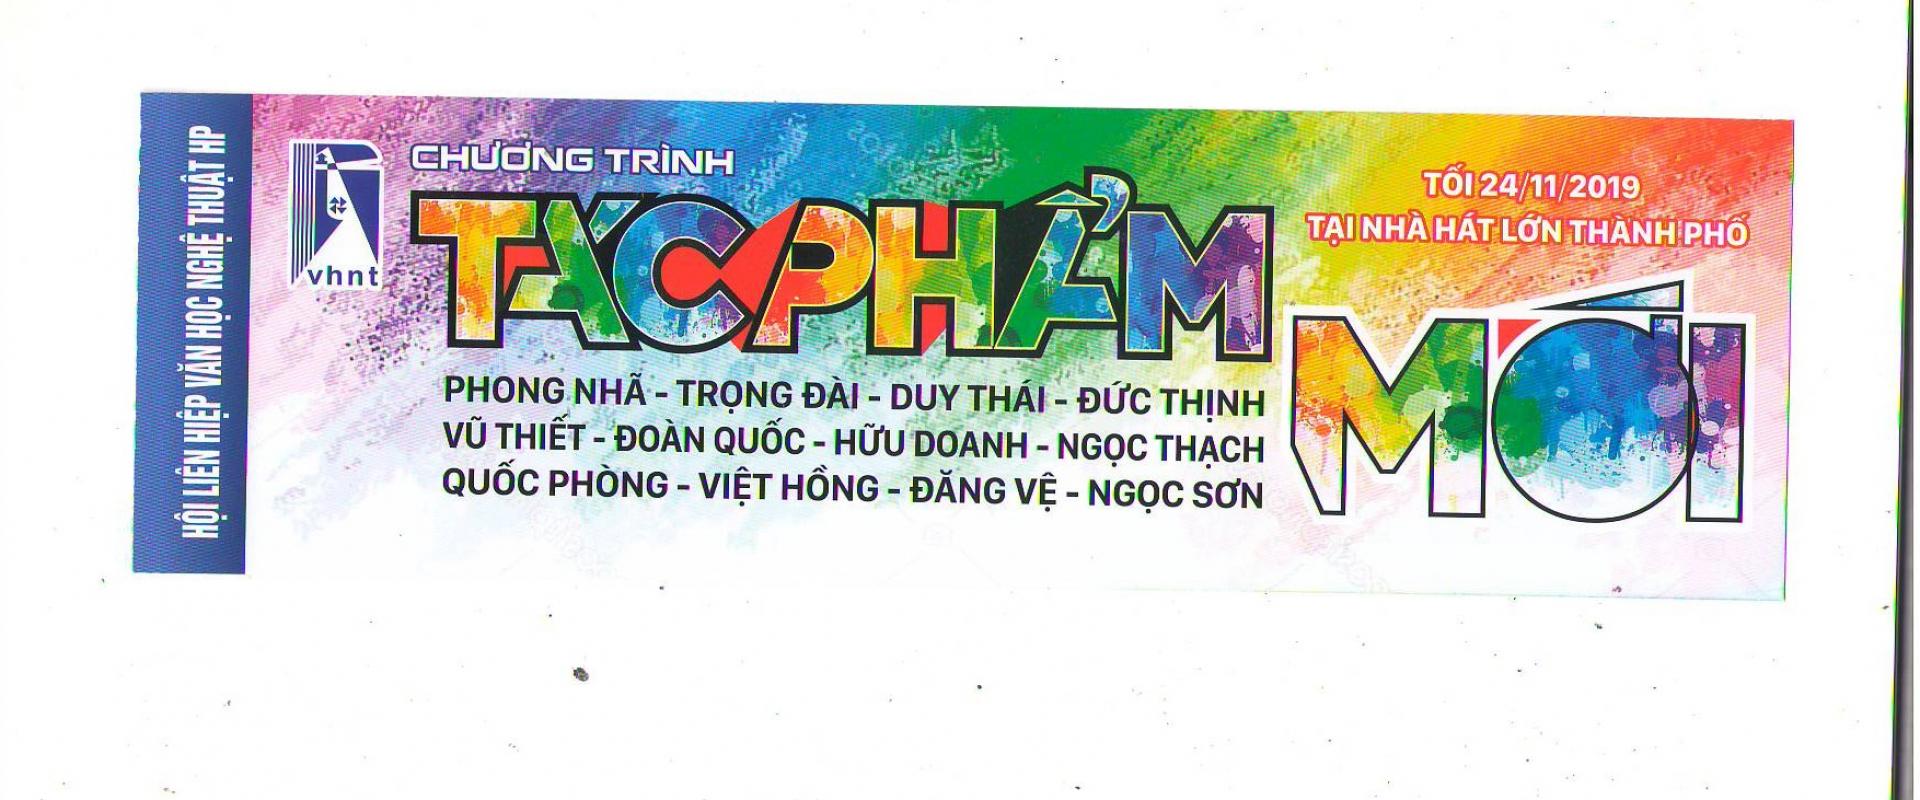 HỘI LIÊN HIỆP VĂN HỌC NGHỆ THUẬT HP
vhnt
CHƯƠNG TRÌNH
TÁC PHẨM
MỚI
TỐI 24/11/2019
TẠI NHÀ HÁT LỚN THÀNH PHỐ
PHONG NHÃ - TRỌNG ĐÀI - DUY THÁI - ĐỨC THỊNH
VŨ THIẾT - ĐOÀN QUỐC - HỮU DOANH - NGỌC THẠCH
QUỐC PHÒNG - VIỆT HỒNG - ĐĂNG VỆ - NGỌC SƠN